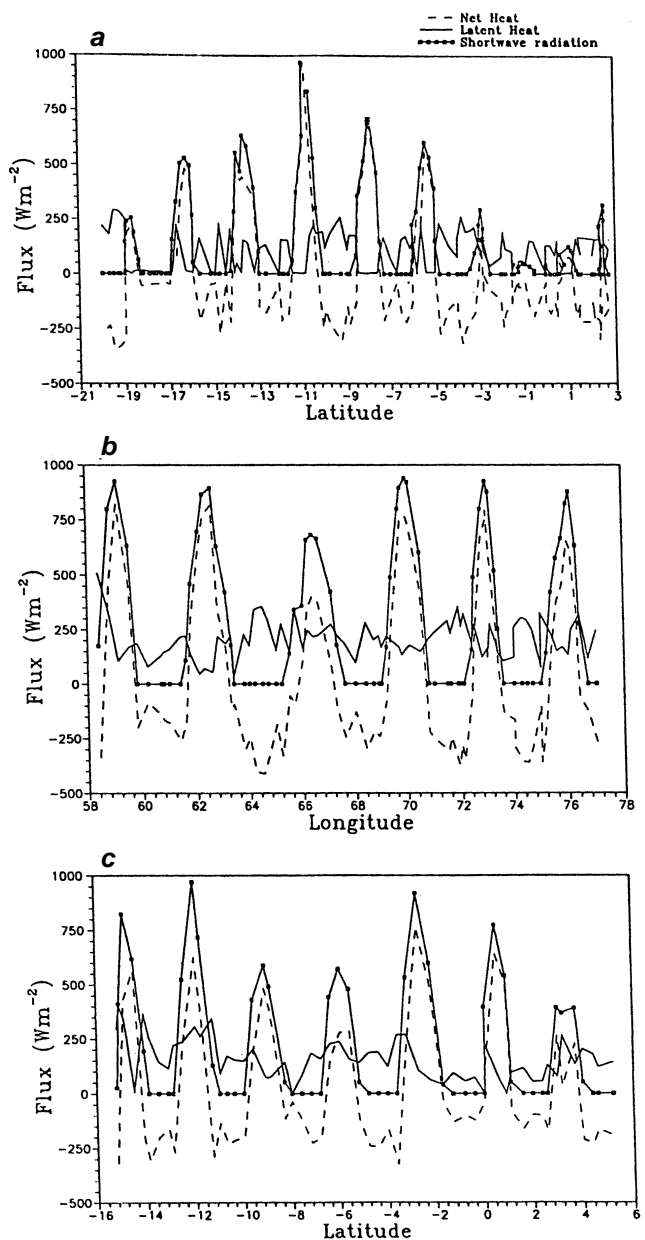 a
Net Heat
Latent Heat
Shortwave radiation
1000
750
500
250
0
-250
-500
Flux (Wm-2)
-21 -19 -17 -15 -13 -11 -9 -7 -5 -3 -1 1 3
Latitude
b
1000
750
500
250
0
-250
-500
Flux (Wm-2)
58 60 62 64 66 68 70 72 74 76 78
Longitude
c
1000
750
500
250
0
-250
-500
Flux (Wm-2)
-16 -14 -12 -10 -8 -6 -4 -2 0 2 4 6
Latitude